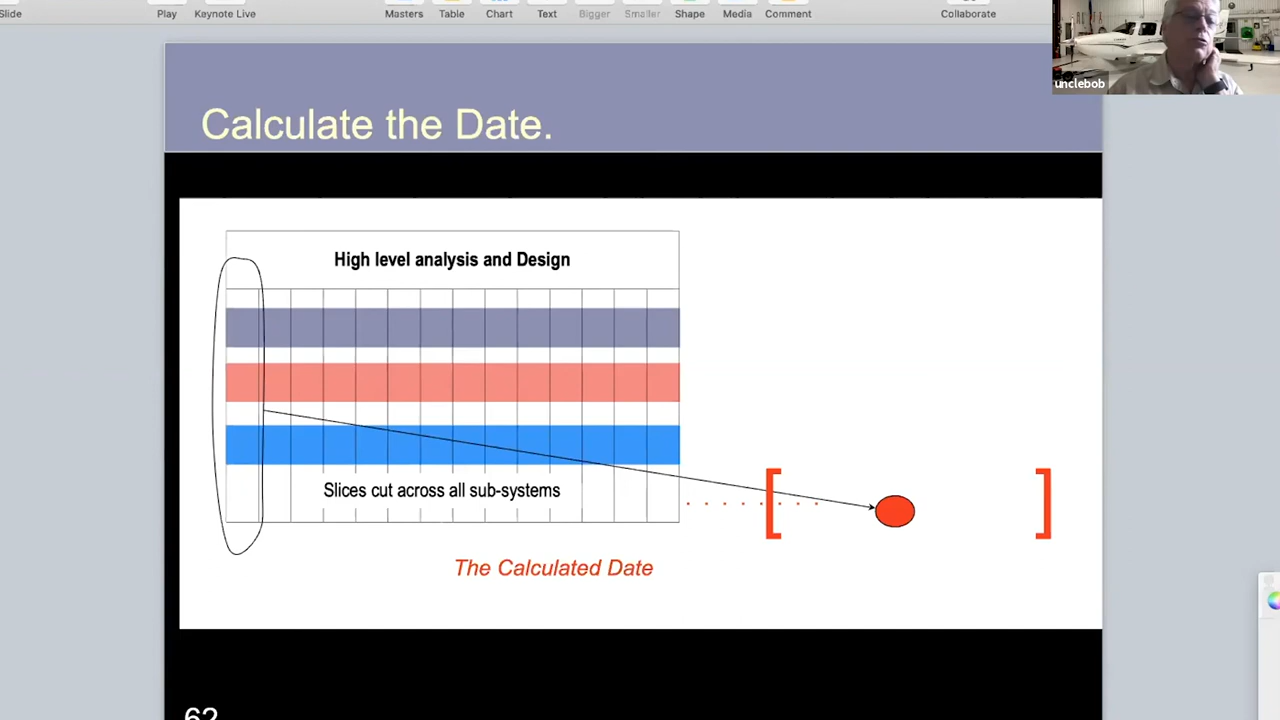 Slide
Play
Keynote Live
Masters
Table
Chart
Text
Bigger
Smaller
Shape
Media
Comment
Collaborate
unclebob
Calculate the Date.
High level analysis and Design
Slices cut across all sub-systems
[ ]
The Calculated Date
62